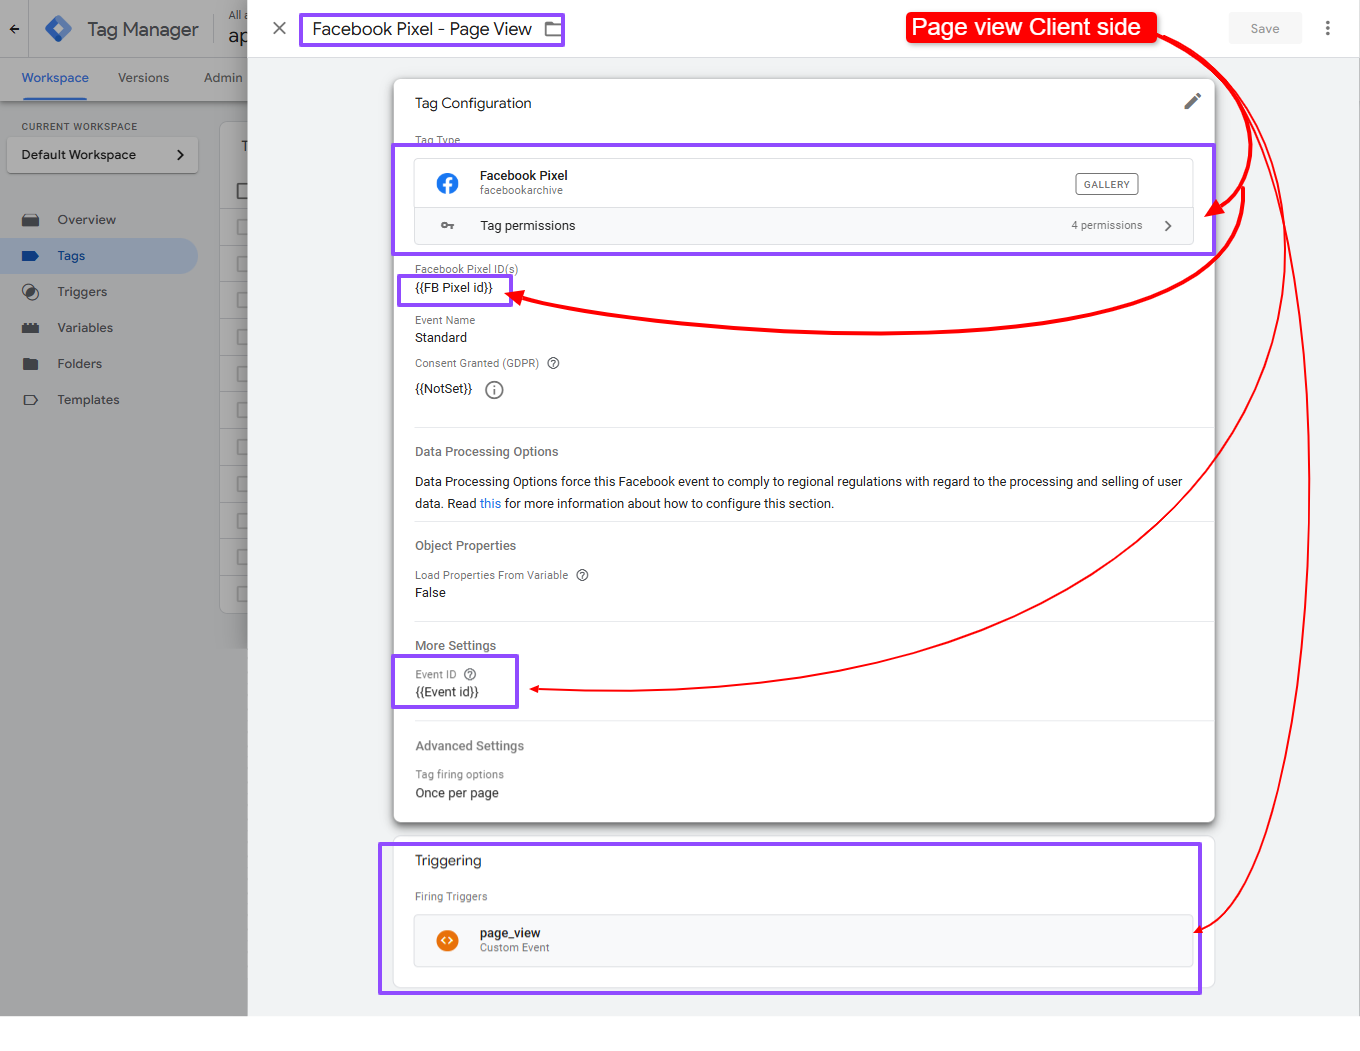 Tag Manager
All a
ap
Facebook Pixel - Page View
Page view Client side
Save
Workspace
Versions
Admin
CURRENT WORKSPACE
Default Workspace
T
Overview
Tags
Triggers
Variables
Folders
Templates
Tag Configuration
Tag Type
Facebook Pixel
facebookarchive
GALLERY
Tag permissions
4 permissions
Facebook Pixel ID(s)
{{FB Pixel id}}
Event Name
Standard
Consent Granted (GDPR)
{{NotSet}}
Data Processing Options
Data Processing Options force this Facebook event to comply to regional regulations with regard to the processing and selling of user
data. Read this for more information about how to configure this section.
Object Properties
Load Properties From Variable
False
More Settings
Event ID
{{Event id}}
Advanced Settings
Tag firing options
Once per page
Triggering
Firing Triggers
page_view
Custom Event